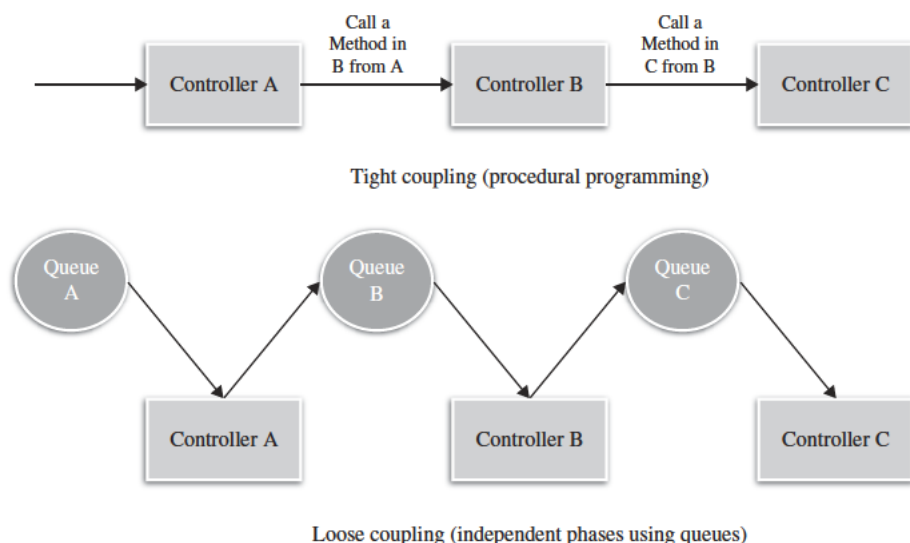 Call a
Method in
B from A
Call a
Method in
C from B
Controller A
Controller B
Controller C
Tight coupling (procedural programming)
Queue
A
Queue
B
Queue
C
Controller A
Controller B
Controller C
Loose coupling (independent phases using queues)